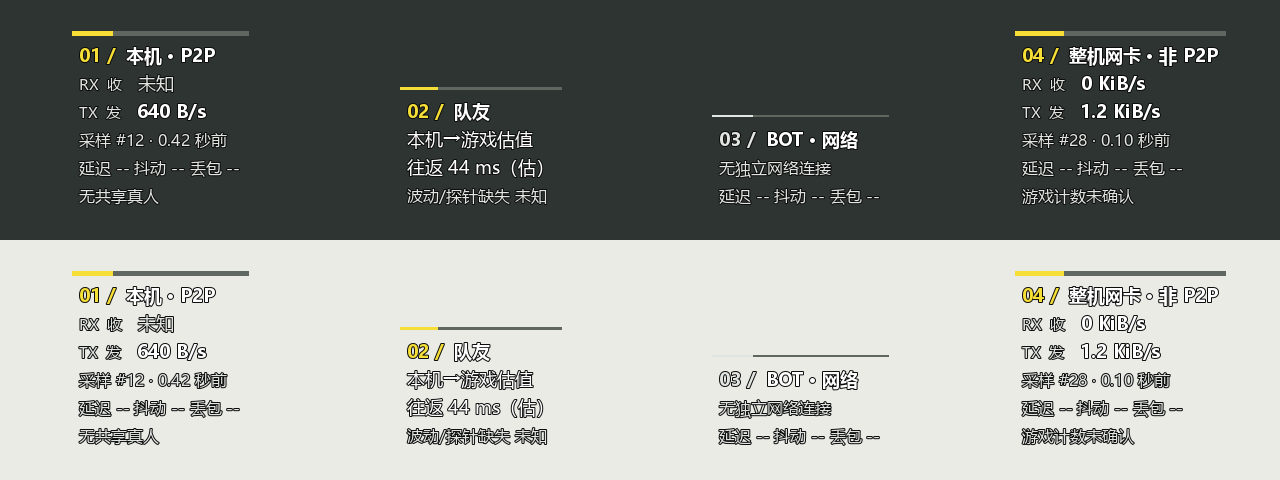 01 / 本机 • P2P
RX 收 未知
TX 发 640 B/s
采样 #12 · 0.42 秒前
延迟 -- 抖动 -- 丢包 --
无共享真人
02 / 队友
本机→游戏估值
往返 44 ms（估）
波动/探针缺失 未知
03 / BOT • 网络
无独立网络连接
延迟 -- 抖动 -- 丢包 --
04 / 整机网卡 • 非 P2P
RX 收 0 KiB/s
TX 发 1.2 KiB/s
采样 #28 · 0.10 秒前
延迟 -- 抖动 -- 丢包 --
游戏计数未确认
01 / 本机 • P2P
RX 收 未知
TX 发 640 B/s
采样 #12 · 0.42 秒前
延迟 -- 抖动 -- 丢包 --
无共享真人
02 / 队友
本机→游戏估值
往返 44 ms（估）
波动/探针缺失 未知
03 / BOT • 网络
无独立网络连接
延迟 -- 抖动 -- 丢包 --
04 / 整机网卡 • 非 P2P
RX 收 0 KiB/s
TX 发 1.2 KiB/s
采样 #28 · 0.10 秒前
延迟 -- 抖动 -- 丢包 --
游戏计数未确认